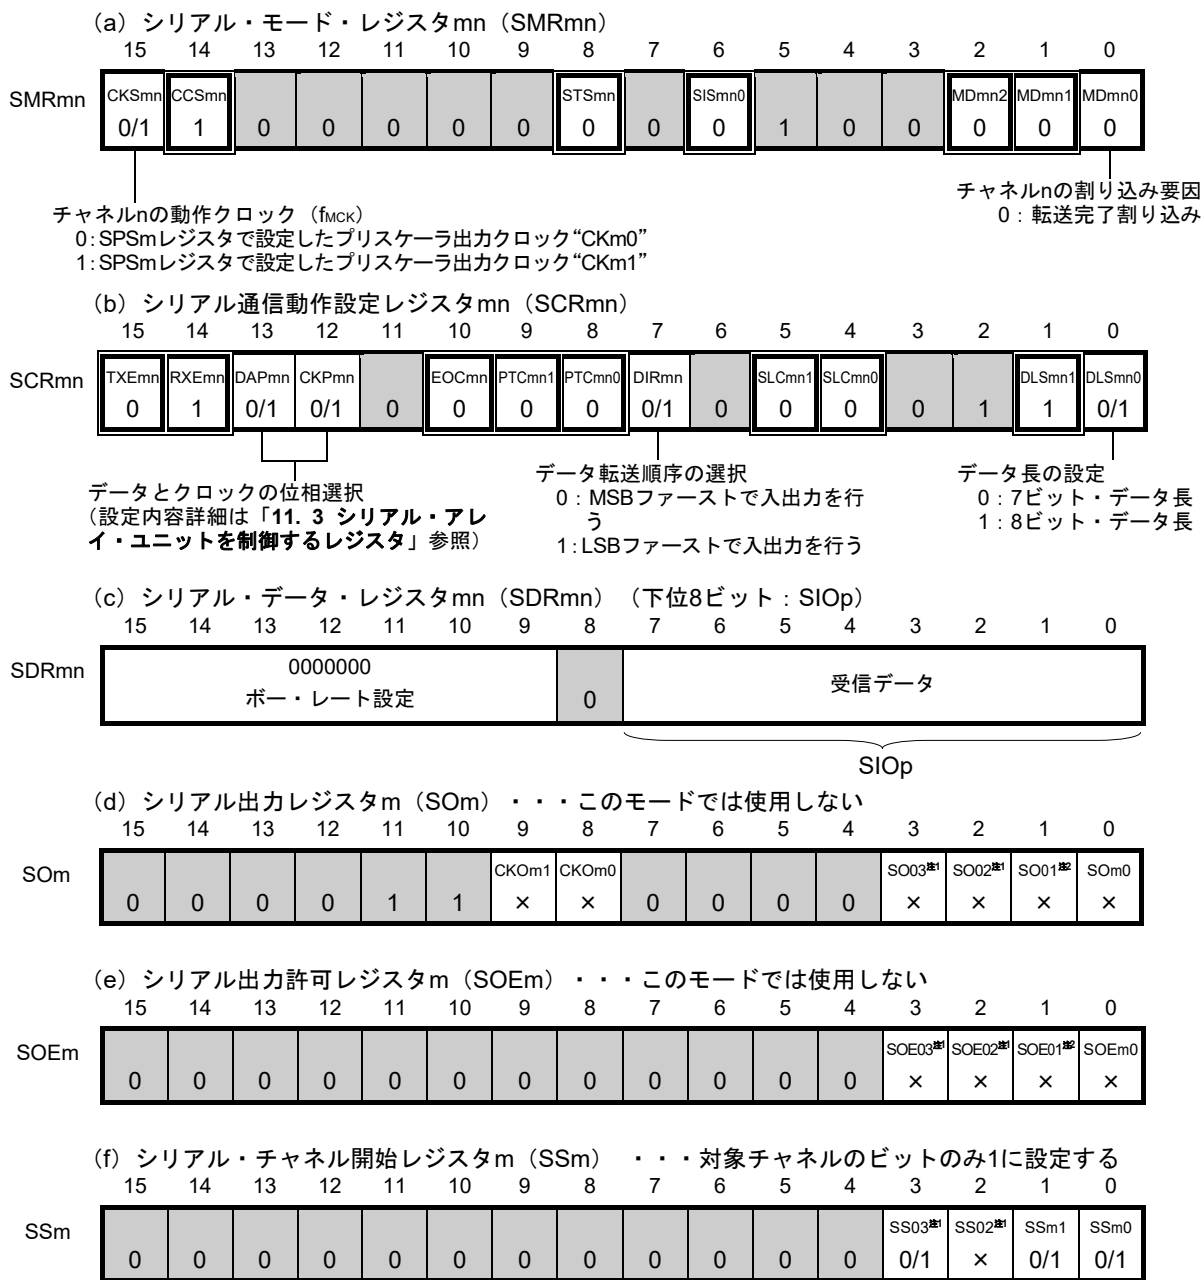 (a) シリアル・モード・レジスタmn (SMRmn)
15 14 13 12 11 10 9 8 7 6 5 4 3 2 1 0
SMRmn CKSmn CCSmn STSmn SISmn0 MDmn2 MDmn1 MDmn0
0/1 1 0 0 0 0 0 0 0 0 1 0 0 0 0 0
チャネルnの動作クロック (fMCK)
0:SPSmレジスタで設定したプリスケーラ出力クロック“CKm0”
1:SPSmレジスタで設定したプリスケーラ出力クロック“CKm1”
チャネルnの割り込み要因
0:転送完了割り込み
(b) シリアル通信動作設定レジスタmn (SCRmn)
15 14 13 12 11 10 9 8 7 6 5 4 3 2 1 0
SCRmn TXEmn RXEmn DAPmn CKPmn EOCmn PTCmn1 PTCmn0 DIRmn SLCmn1 SLCmn0 DLSmn1 DLSmn0
0 1 0/1 0/1 0 0 0 0 0/1 0 0 0 0 1 1 0/1
データとクロックの位相選択
(設定内容詳細は「11. 3 シリアル・アレ
イ・ユニットを制御するレジスタ」参照)
データ転送順序の選択
0:MSBファーストで入出力を行
う
1:LSBファーストで入出力を行う
データ長の設定
0:7ビット・データ長
1:8ビット・データ長
(c) シリアル・データ・レジスタmn (SDRmn) (下位8ビット:SIOp)
15 14 13 12 11 10 9 8 7 6 5 4 3 2 1 0
SDRmn
0000000
ボー・レート設定
0
受信データ
SIOp
(d) シリアル出力レジスタm (SOm) ・・・このモードでは使用しない
15 14 13 12 11 10 9 8 7 6 5 4 3 2 1 0
SOm CKOm1 CKOm0 SO03注1 SO02注1 SO01注2 SOm0
0 0 0 0 1 1 × × 0 0 0 0 × × × ×
(e) シリアル出力許可レジスタm (SOEm) ・・・このモードでは使用しない
15 14 13 12 11 10 9 8 7 6 5 4 3 2 1 0
SOEm SOE03注1 SOE02注1 SOE01注2 SOEm0
0 0 0 0 0 0 0 0 0 0 0 0 × × × ×
(f) シリアル・チャネル開始レジスタm (SSm) ・・・対象チャネルのビットのみ1に設定する
15 14 13 12 11 10 9 8 7 6 5 4 3 2 1 0
SSm SS03注1 SS02注1 SSm1 SSm0
0 0 0 0 0 0 0 0 0 0 0 0 0/1 × 0/1 0/1